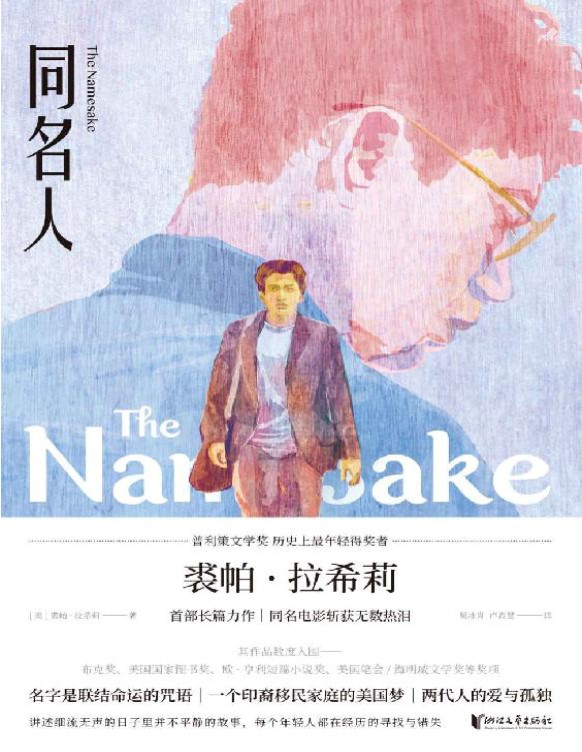 同名人
The Namesake
The
Namesake
普利策文学奖 历史上最年轻得奖者
裘帕·拉希莉
[美] 裘帕·拉希莉——著
首部长篇力作｜同名电影斩获无数热泪
卢肖慧——译
其作品数度入围——
布克奖、美国国家图书奖、欧·亨利短篇小说奖、美国笔会/海明威文学奖等奖项
名字是联结命运的咒语｜一个印裔移民家庭的美国梦｜两代人的爱与孤独
讲述细流无声的日子里并不平静的故事，每个年轻人都在经历的寻找与错失
浙江文艺出版社